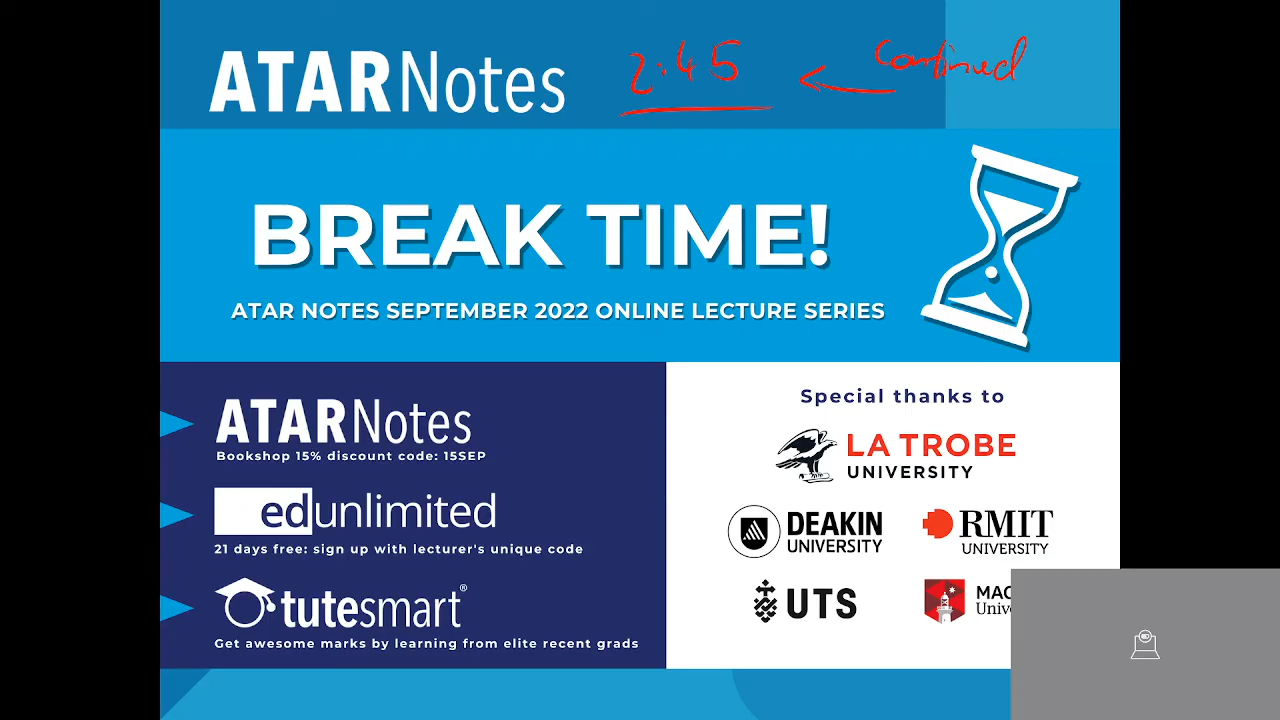 ATARNotes 2:45 ← Confirmed
BREAK TIME!
ATAR NOTES SEPTEMBER 2022 ONLINE LECTURE SERIES
ATARNotes
Bookshop 15% discount code: 15SEP
edunlimited
21 days free: sign up with lecturer's unique code
tutesmart®
Get awesome marks by learning from elite recent grads
Special thanks to
LA TROBE
UNIVERSITY
DEAKIN
UNIVERSITY
RMIT
UNIVERSITY
UTS